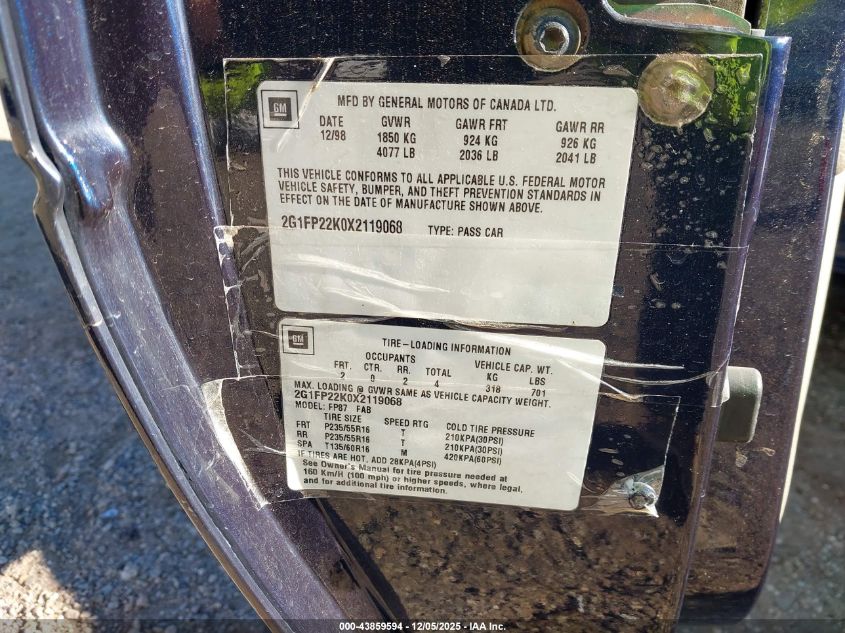 GM
MFD BY GENERAL MOTORS OF CANADA LTD.
DATE GVWR GAWR FRT GAWR RR
12/98 1850 KG 924 KG 926 KG
4077 LB 2036 LB 2041 LB
THIS VEHICLE CONFORMS TO ALL APPLICABLE U.S. FEDERAL MOTOR
VEHICLE SAFETY, BUMPER, AND THEFT PREVENTION STANDARDS IN
EFFECT ON THE DATE OF MANUFACTURE SHOWN ABOVE.
2G1FP22K0X2119068 TYPE: PASS CAR
GM
TIRE-LOADING INFORMATION
OCCUPANTS VEHICLE CAP. WT.
FRT. CTR. RR. TOTAL KG LBS
2 0 2 4 318 701
MAX. LOADING @ GVWR SAME AS VEHICLE CAPACITY WEIGHT.
2G1FP22K0X2119068
MODEL: FP87 FAB
TIRE SIZE SPEED RTG COLD TIRE PRESSURE
FRT P235/55R16 T 210KPA(30PSI)
RR P235/55R16 T 210KPA(30PSI)
SPA T135/60R16 M 420KPA(60PSI)
IF TIRES ARE HOT, ADD 28KPA(4PSI)
See Owner's Manual for tire pressure needed at
160 Km/H (100 mph) or higher speeds, where legal,
and for additional tire information.
000-43859594 * 12/05/2025 * IAA Inc.